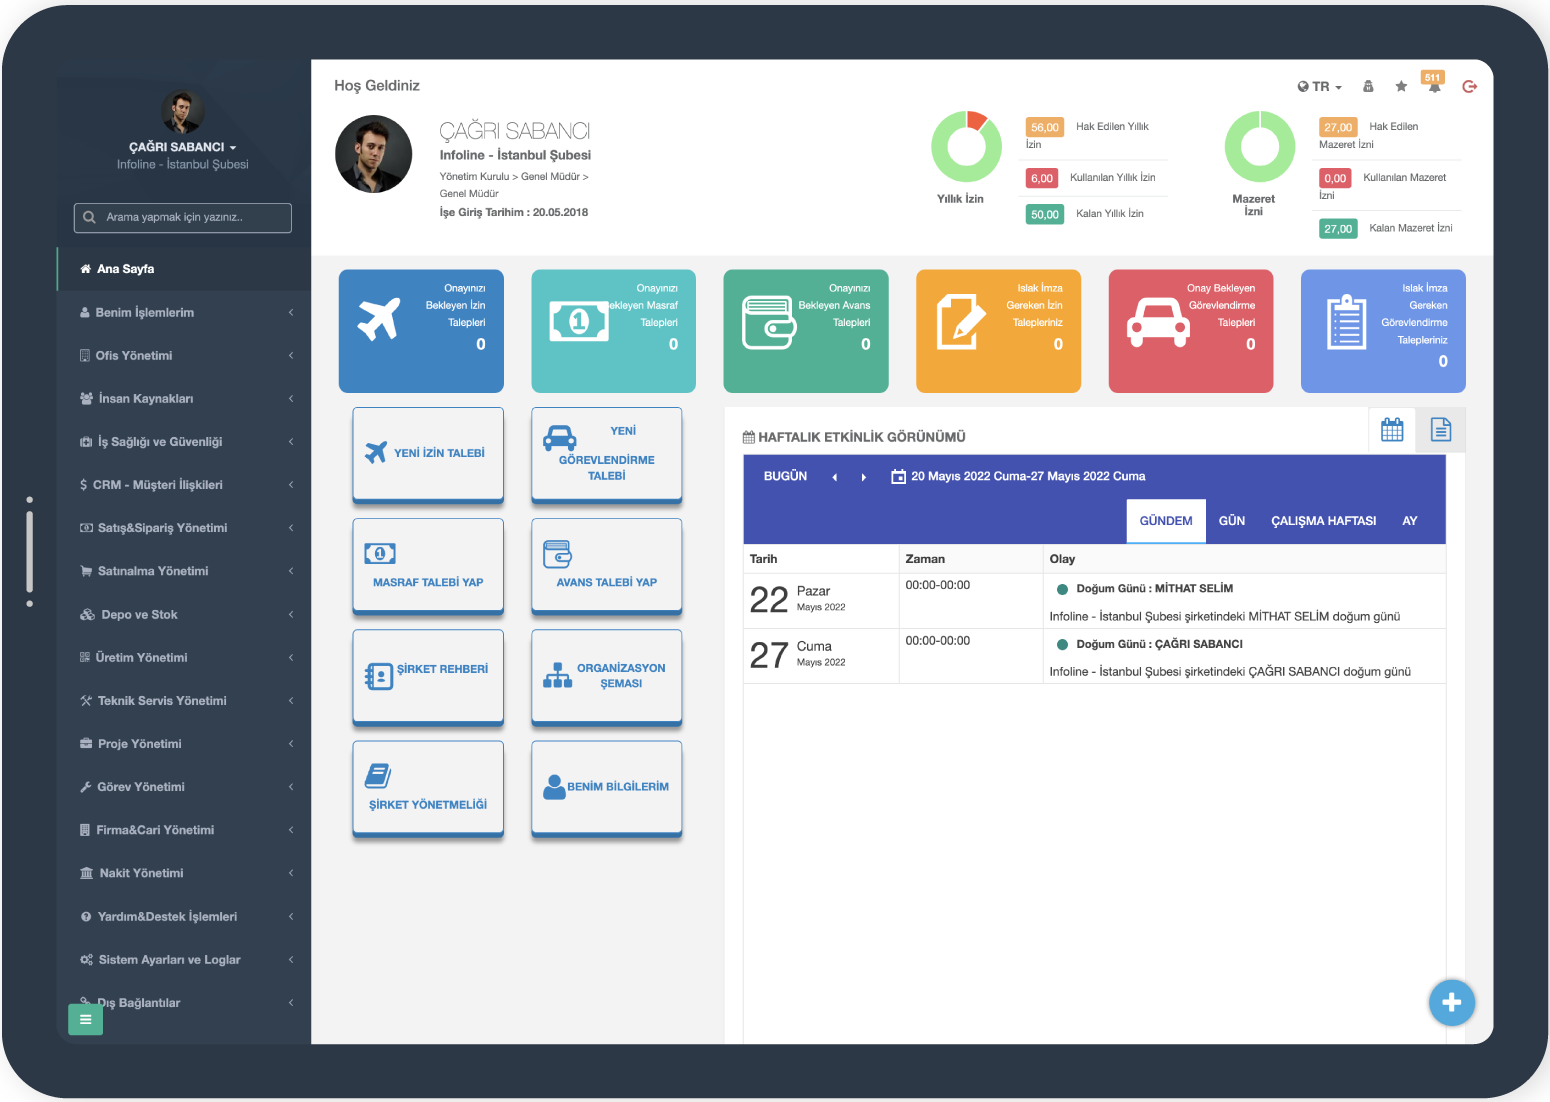 ÇAĞRI SABANCI
Infoline - İstanbul Şubesi
Arama yapmak için yazınız..
Ana Sayfa
Benim İşlemlerim
Ofis Yönetimi
İnsan Kaynakları
İş Sağlığı ve Güvenliği
$ CRM - Müşteri İlişkileri
Satış&Sipariş Yönetimi
Satınalma Yönetimi
Depo ve Stok
Üretim Yönetimi
Teknik Servis Yönetimi
Proje Yönetimi
Görev Yönetimi
Firma&Cari Yönetimi
Nakit Yönetimi
Yardım&Destek İşlemleri
Sistem Ayarları ve Loglar
Dış Bağlantılar
Hoş Geldiniz
TR
511
ÇAĞRI SABANCI
Infoline - İstanbul Şubesi
Yönetim Kurulu > Genel Müdür >
Genel Müdür
İşe Giriş Tarihim : 20.05.2018
Yıllık İzin
56,00 Hak Edilen Yıllık
İzin
6,00 Kullanılan Yıllık İzin
50,00 Kalan Yıllık İzin
Mazeret
İzni
27,00 Hak Edilen
Mazeret İzni
0,00 Kullanılan Mazeret
İzni
27,00 Kalan Mazeret İzni
Onayınızı
Bekleyen İzin
Talepleri
0
Onayınızı
ekleyen Masraf
Talepleri
0
Onayınızı
Bekleyen Avans
Talepleri
0
Islak İmza
Gereken İzin
Talepleriniz
0
Onay Bekleyen
Görevlendirme
Talepleri
0
Islak İmza
Gereken
Görevlendirme
Talepleriniz
0
YENİ İZİN TALEBİ
YENİ
GÖREVLENDİRME
TALEBİ
MASRAF TALEBİ YAP
AVANS TALEBİ YAP
ŞİRKET REHBERİ
ORGANİZASYON
ŞEMASI
ŞİRKET YÖNETMELİĞİ
BENİM BİLGİLERİM
HAFTALIK ETKİNLİK GÖRÜNÜMÜ
BUGÜN 20 Mayıs 2022 Cuma-27 Mayıs 2022 Cuma
GÜNDEM GÜN ÇALIŞMA HAFTASI AY
Tarih Zaman Olay
22 Pazar
Mayıs 2022
00:00-00:00
Doğum Günü : MİTHAT SELİM
Infoline - İstanbul Şubesi şirketindeki MİTHAT SELİM doğum günü
27 Cuma
Mayıs 2022
00:00-00:00
Doğum Günü : ÇAĞRI SABANCI
Infoline - İstanbul Şubesi şirketindeki ÇAĞRI SABANCI doğum günü